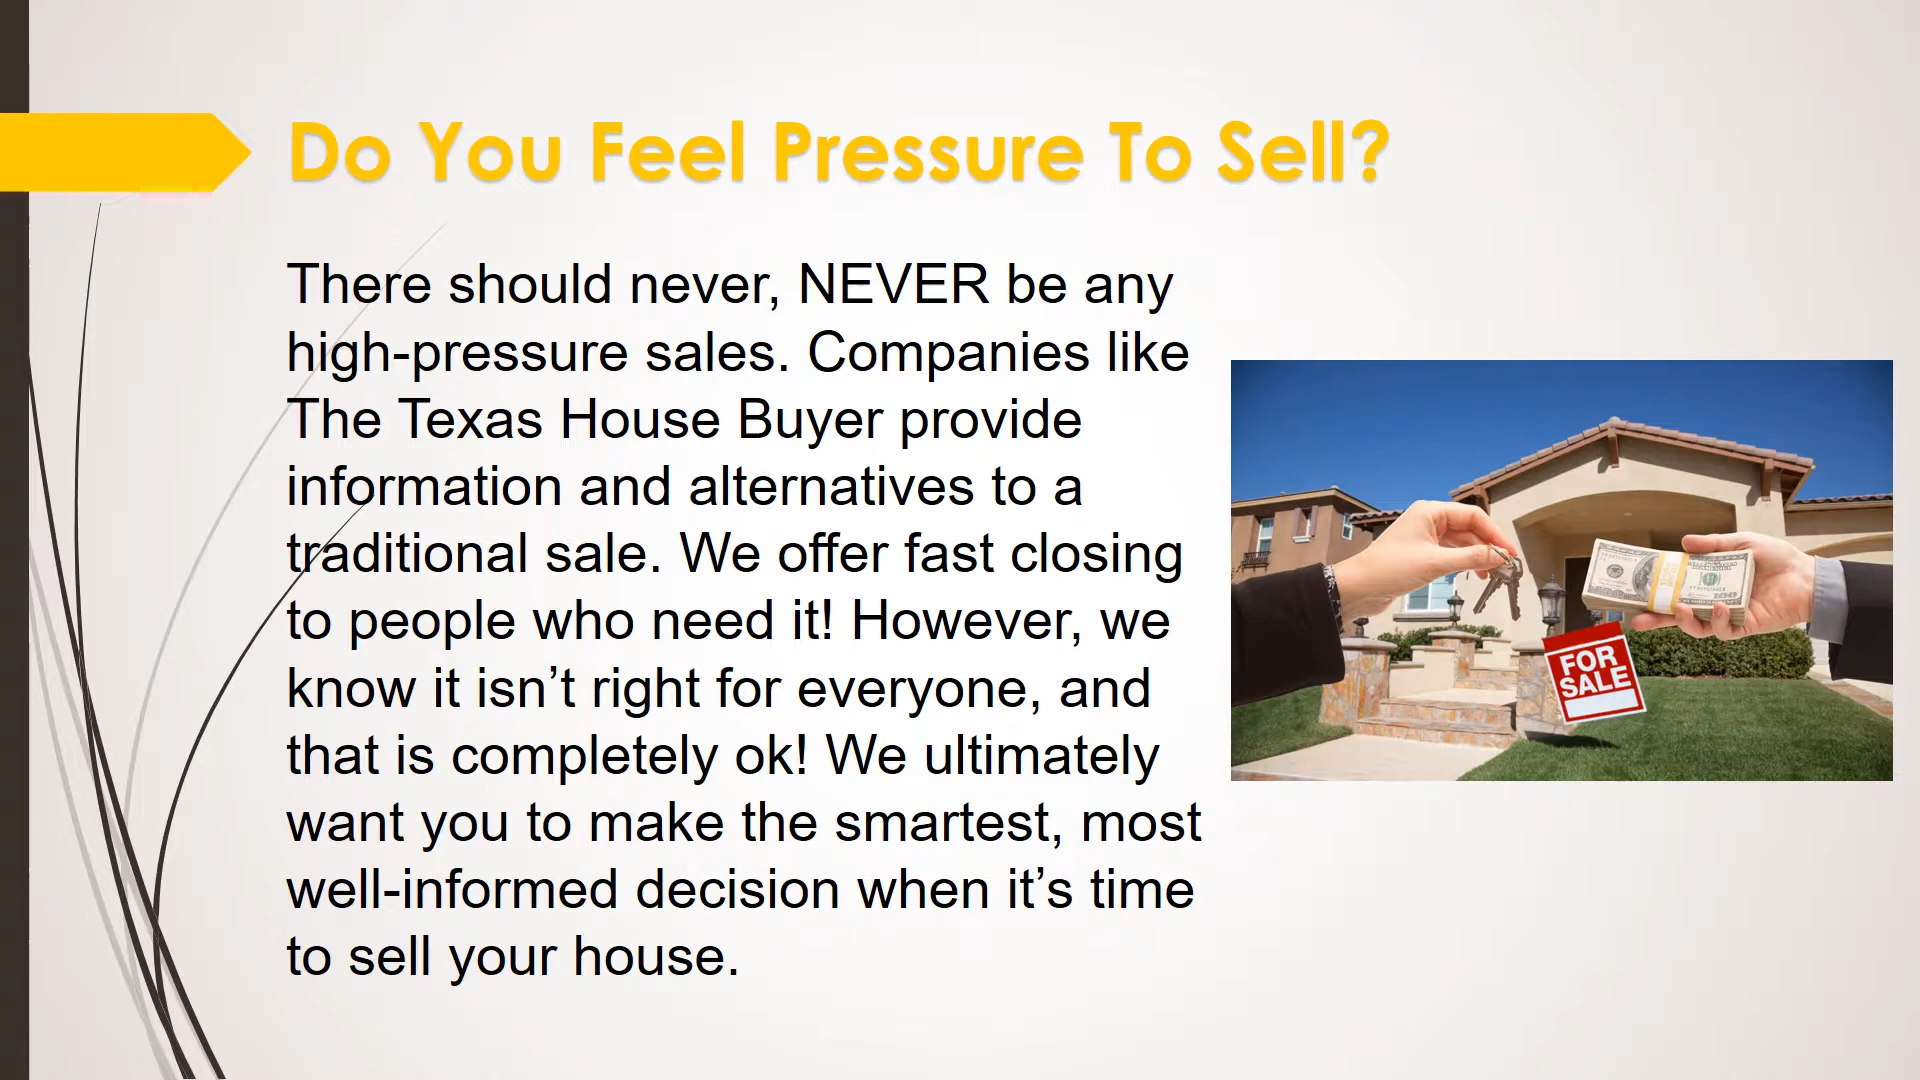 Do You Feel Pressure To Sell?
There should never, NEVER be any
high-pressure sales. Companies like
The Texas House Buyer provide
information and alternatives to a
traditional sale. We offer fast closing
to people who need it! However, we
know it isn’t right for everyone, and
that is completely ok! We ultimately
want you to make the smartest, most
well-informed decision when it’s time
to sell your house.
FOR
SALE